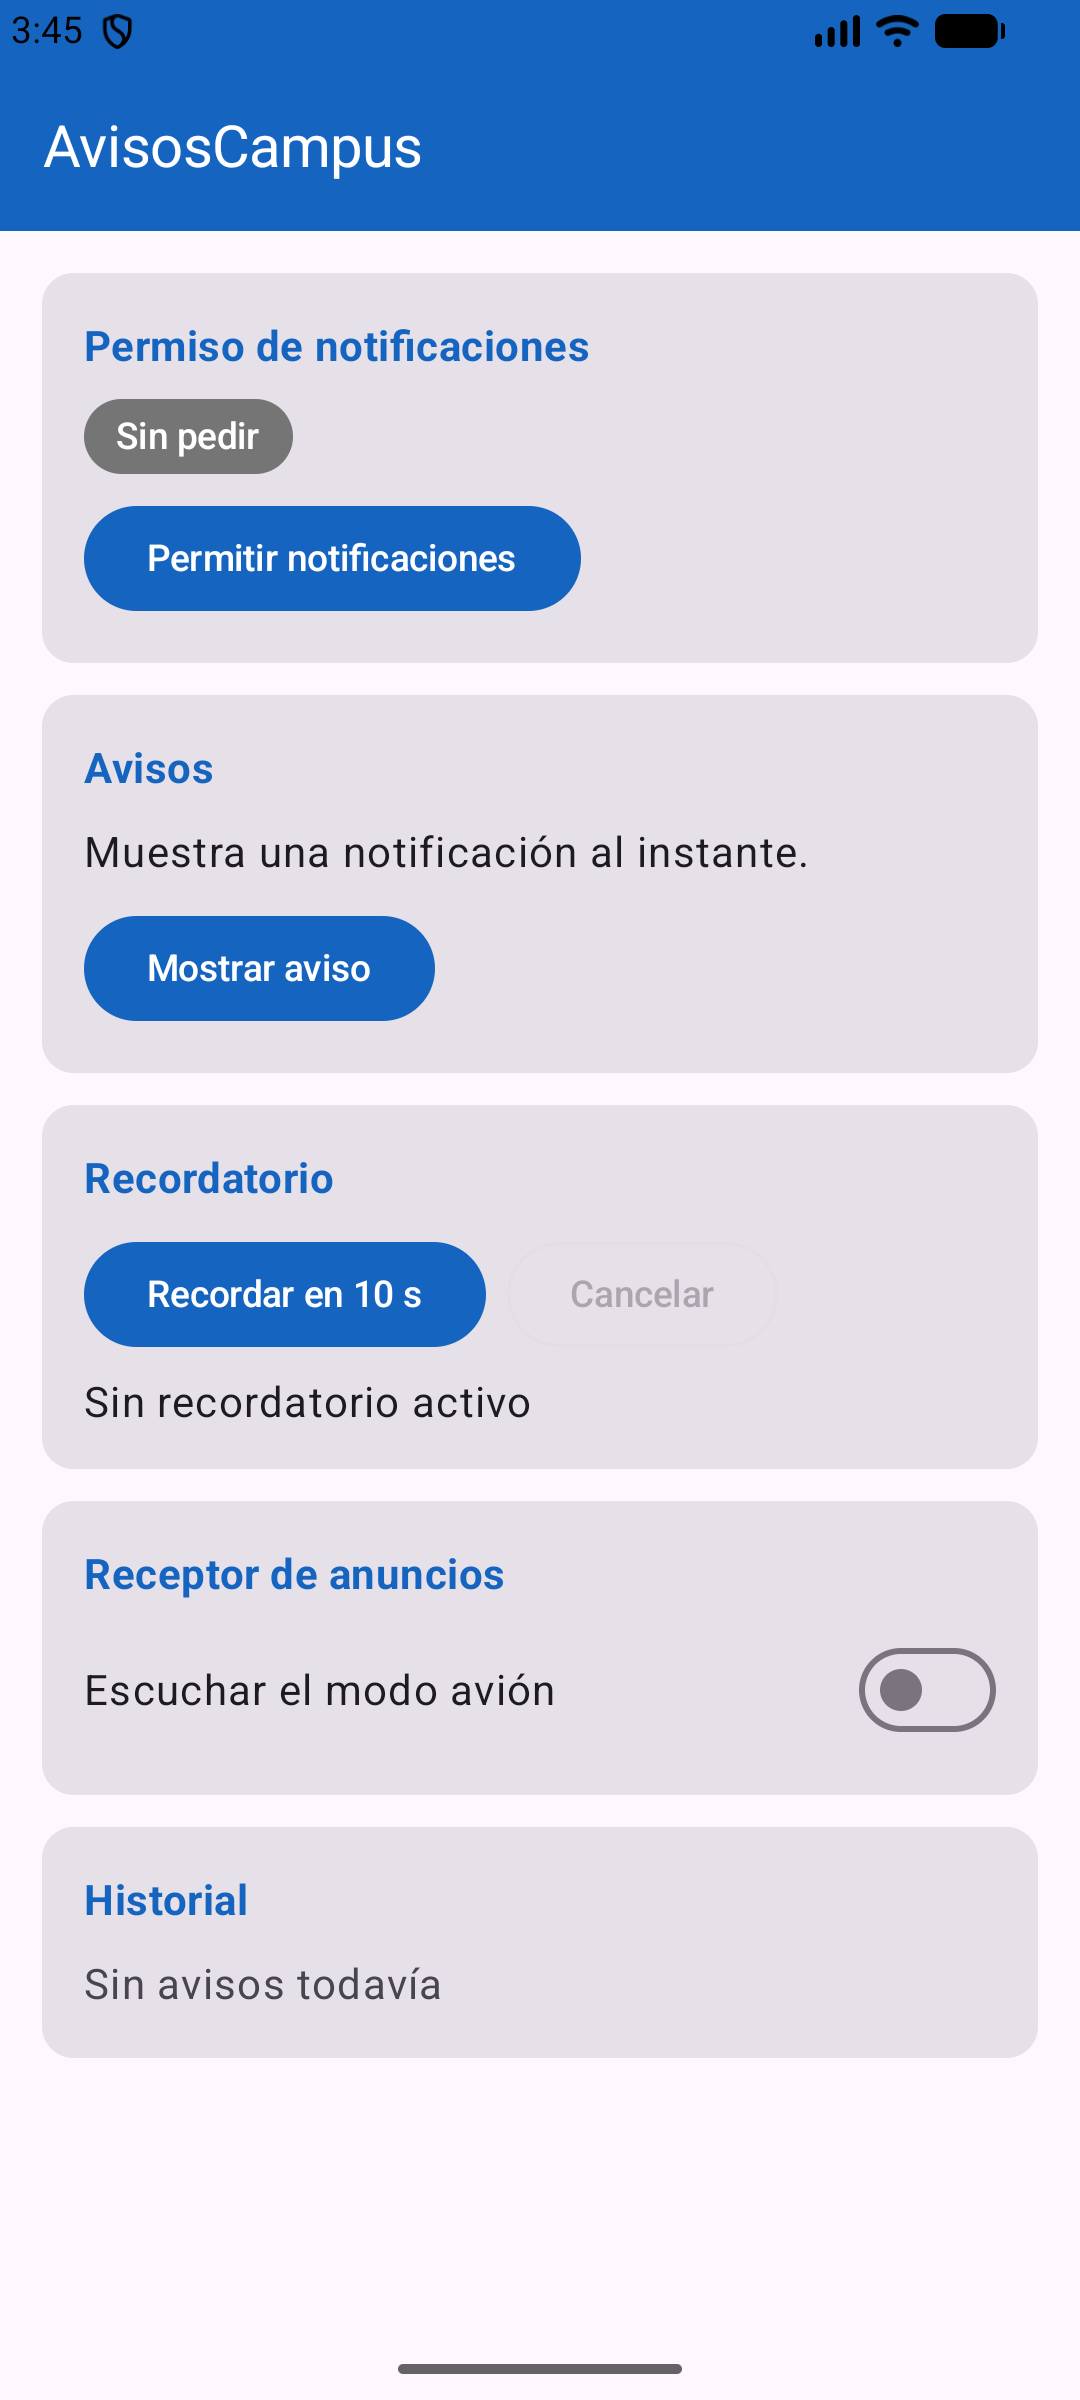 3:45
AvisosCampus
Permiso de notificaciones
Sin pedir
Permitir notificaciones
Avisos
Muestra una notificación al instante.
Mostrar aviso
Recordatorio
Recordar en 10 s
Cancelar
Sin recordatorio activo
Receptor de anuncios
Escuchar el modo avión
Historial
Sin avisos todavía